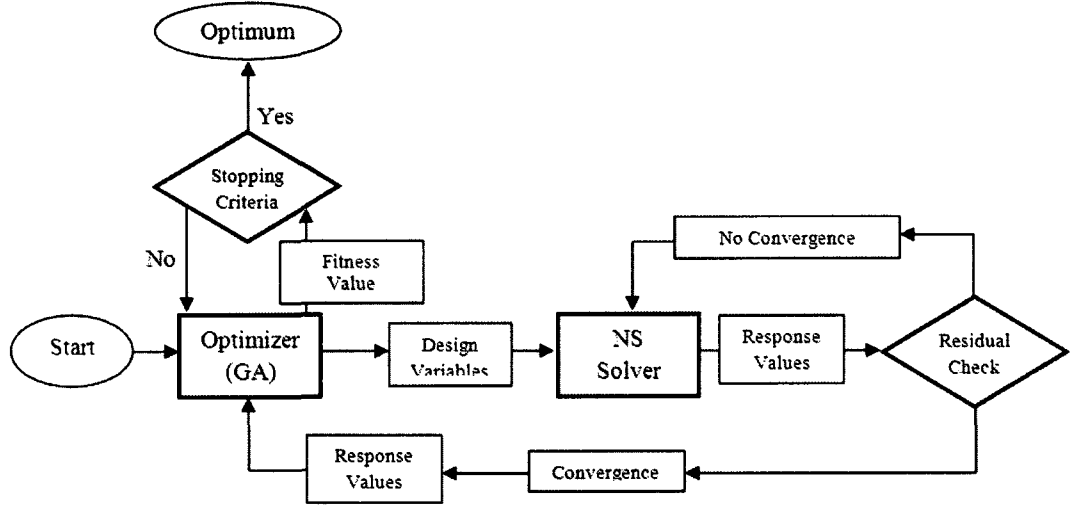 Optimum
Yes
Stopping
Criteria
No
Fitness
Value
No Convergence
Start
Optimizer
(GA)
Design
Variables
NS
Solver
Response
Values
Residual
Check
Response
Values
Convergence